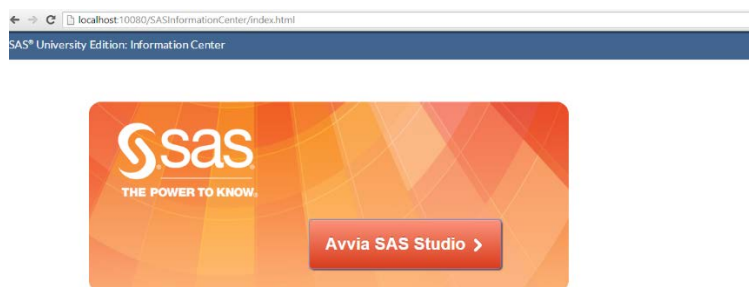 localhost:10080/SASInformationCenter/index.html
SAS® University Edition: Information Center
sas
THE POWER TO KNOW®
Avvia SAS Studio >